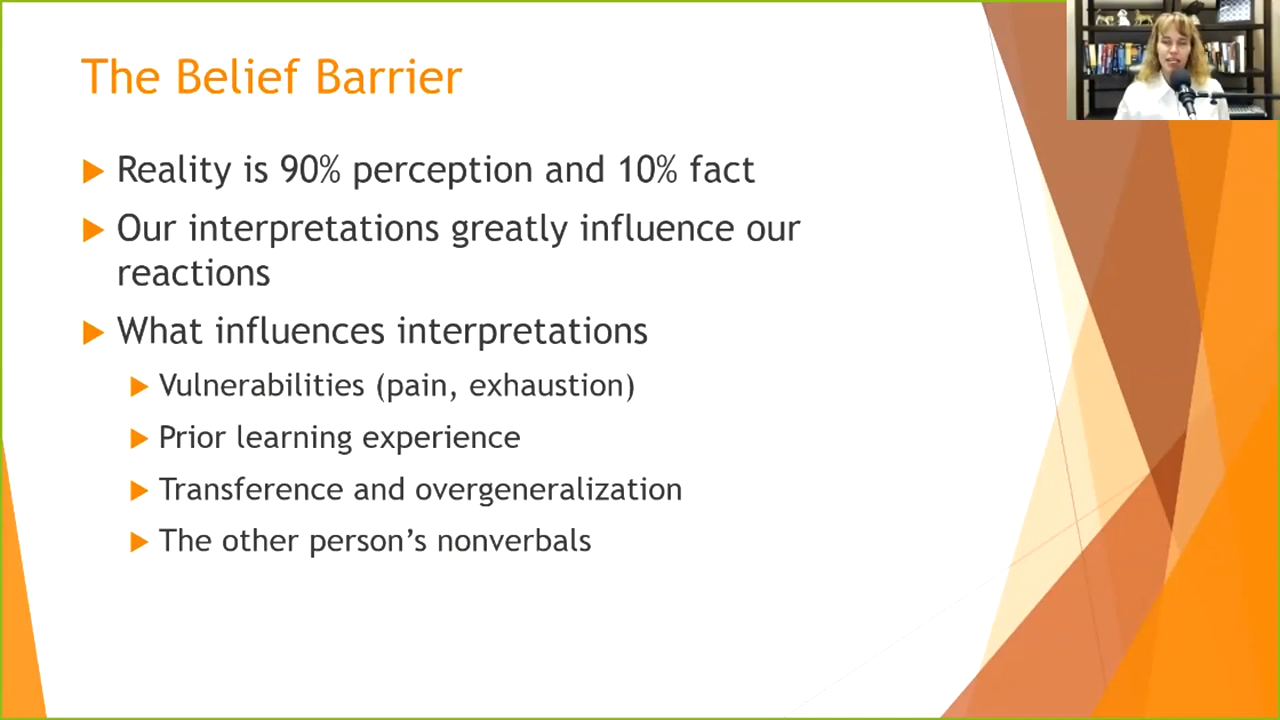 The Belief Barrier
Reality is 90% perception and 10% fact
Our interpretations greatly influence our
reactions
What influences interpretations
Vulnerabilities (pain, exhaustion)
Prior learning experience
Transference and overgeneralization
The other person’s nonverbals